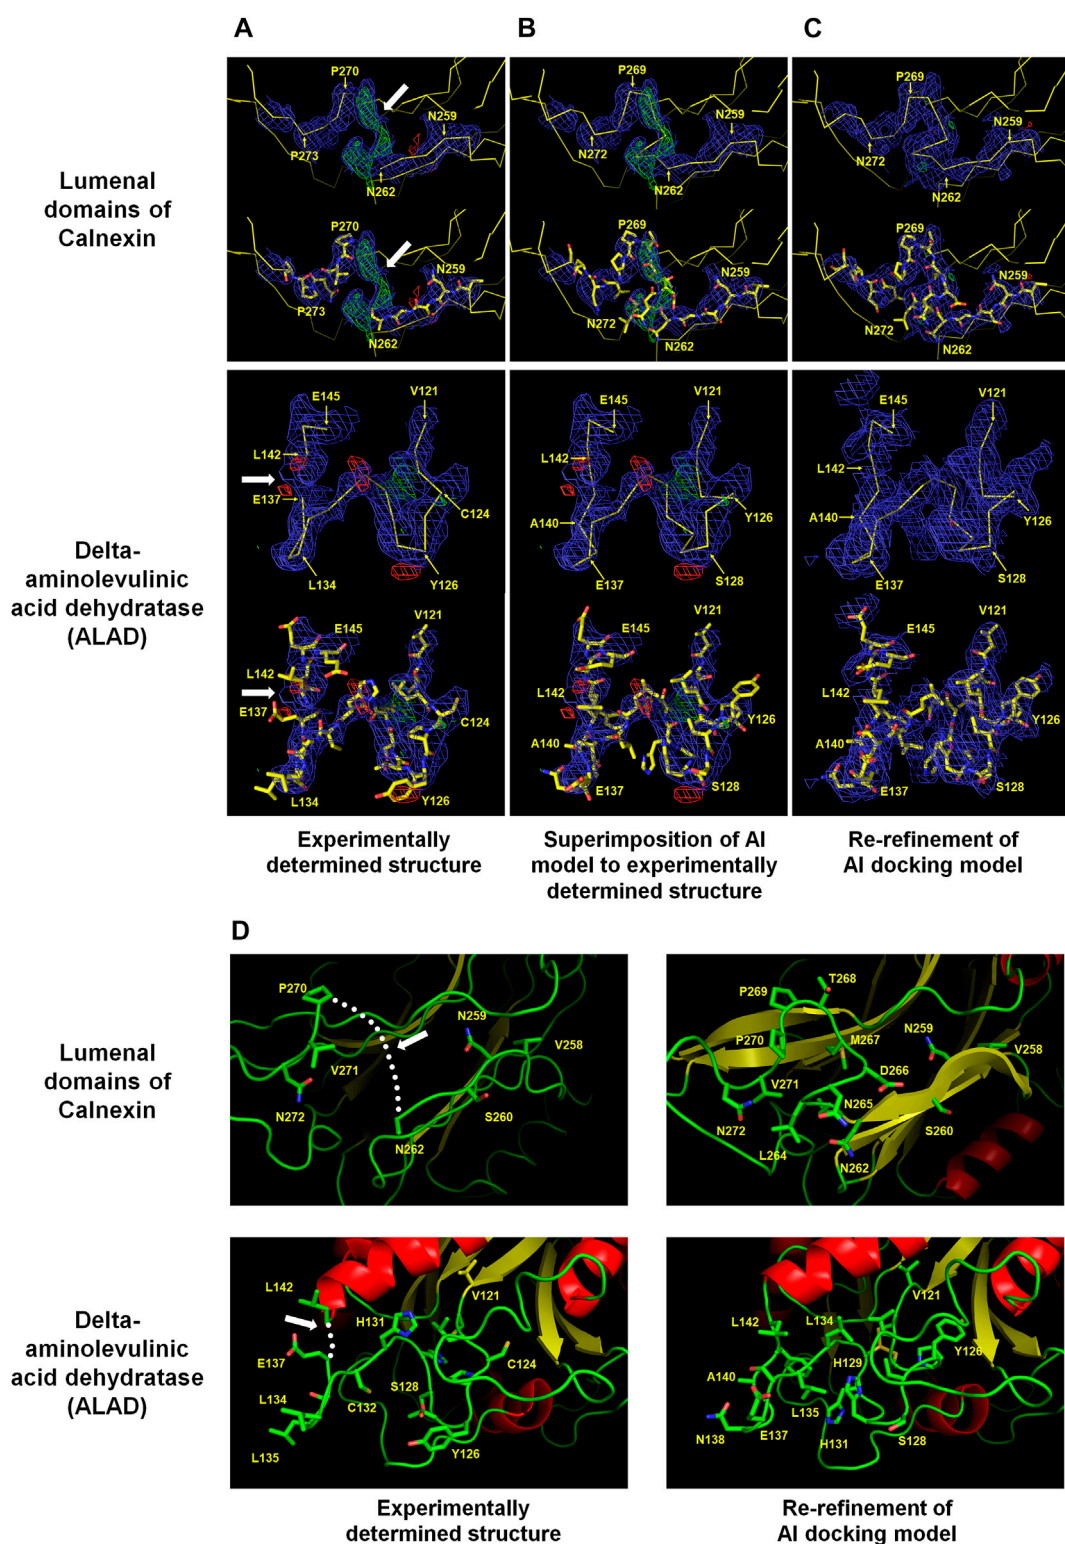 A
B
C
Lumenal
domains of
Calnexin
P270
N259
P273
N262
P269
N259
N272
N262
P269
N259
N272
N262
P270
N259
P273
N262
P269
N259
N272
N262
P269
N259
N272
N262
Delta-
aminolevulinic
acid dehydratase
(ALAD)
E145
V121
L142
E137
C124
L134
Y126
E145
V121
L142
A140
Y126
E137
S128
E145
V121
L142
A140
Y126
E137
S128
V121
E145
L142
E137
C124
L134
Y126
V121
E145
L142
Y126
A140
E137
S128
V121
E145
L142
Y126
A140
E137
S128
Experimentally
determined structure
Superimposition of AI
model to experimentally
determined structure
Re-refinement of
AI docking model
D
Lumenal
domains of
Calnexin
P270
N259
V258
V271
N272
S260
N262
T268
P269
N259
P270
M267
V258
D266
V271
N265
N272
S260
L264
N262
Delta-
aminolevulinic
acid dehydratase
(ALAD)
L142
V121
H131
E137
C124
S128
L134
C132
Y126
L135
V121
L142
L134
Y126
H129
A140
L135
N138
E137
H131
S128
Experimentally
determined structure
Re-refinement of
AI docking model